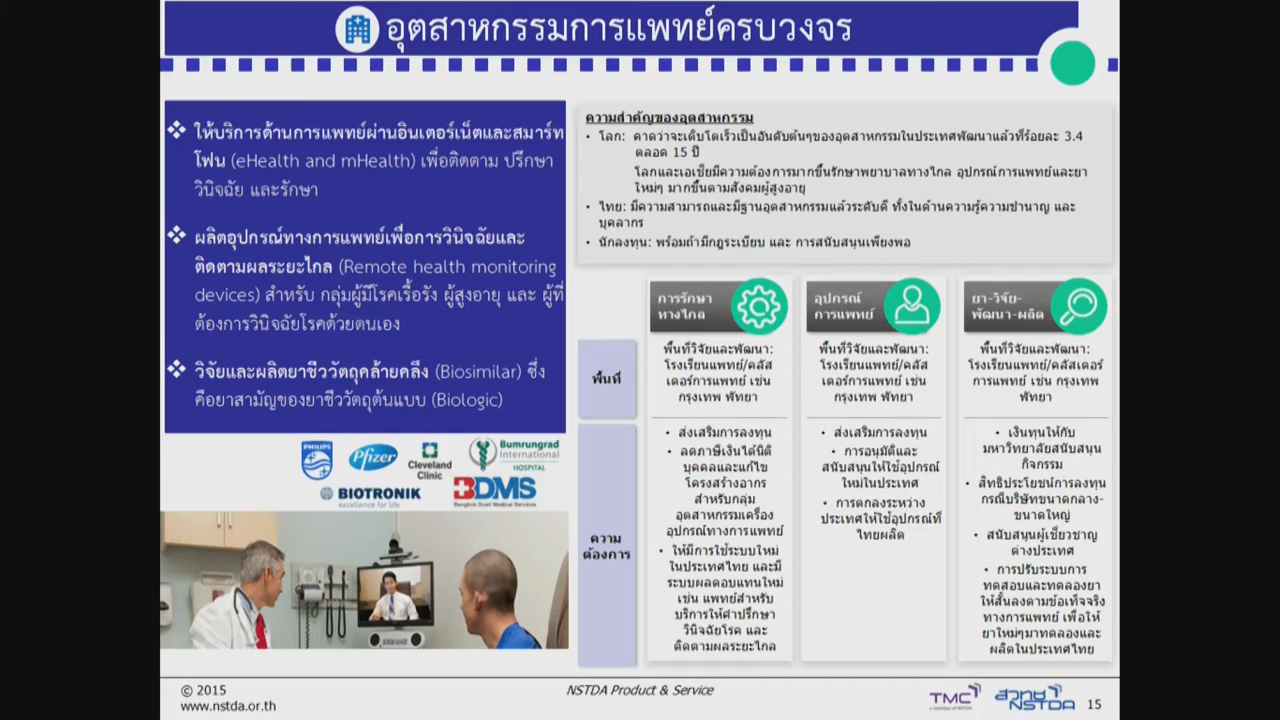 อุตสาหกรรมการแพทย์ครบวงจร
❖ ให้บริการด้านการแพทย์ผ่านอินเตอร์เน็ตและสมาร์ท
โฟน (eHealth and mHealth) เพื่อติดตาม ปรึกษา
วินิจฉัย และรักษา
❖ ผลิตอุปกรณ์ทางการแพทย์เพื่อการวินิจฉัยและ
ติดตามผลระยะไกล (Remote health monitoring
devices) สำหรับ กลุ่มผู้มีโรคเรื้อรัง ผู้สูงอายุ และ ผู้ที่
ต้องการวินิจฉัยโรคด้วยตนเอง
❖ วิจัยและผลิตยาชีววัตถุคล้ายคลึง (Biosimilar) ซึ่ง
คือยาสามัญของยาชีววัตถุต้นแบบ (Biologic)
PHILIPS
Pfizer
Cleveland
Clinic
Bumrungrad
International
HOSPITAL
BIOTRONIK
excellence for life
BDMS
Bangkok Dusit Medical Services
ความสำคัญของอุตสาหกรรม
• โลก: คาดว่าจะเติบโตเร็วเป็นอันดับต้นๆของอุตสาหกรรมในประเทศพัฒนาแล้วที่ร้อยละ 3.4
ตลอด 15 ปี
โลกและเอเชียมีความต้องการมากขึ้นรักษาพยาบาลทางไกล อุปกรณ์การแพทย์และยา
ใหม่ๆ มากขึ้นตามสังคมผู้สูงอายุ
• ไทย: มีความสามารถและมีฐานอุตสาหกรรมแล้วระดับดี ทั้งในด้านความรู้ความชำนาญ และ
บุคลากร
• นักลงทุน: พร้อมถ้ามีกฎระเบียบ และ การสนับสนุนเพียงพอ
การรักษา
ทางไกล
อุปกรณ์
การแพทย์
ยา-วิจัย-
พัฒนา-ผลิต
พื้นที่
พื้นที่วิจัยและพัฒนา:
โรงเรียนแพทย์/คลัส
เตอร์การแพทย์ เช่น
กรุงเทพ พัทยา
พื้นที่วิจัยและพัฒนา:
โรงเรียนแพทย์/คลัส
เตอร์การแพทย์ เช่น
กรุงเทพ พัทยา
พื้นที่วิจัยและพัฒนา:
โรงเรียนแพทย์/คลัสเตอร์
การแพทย์ เช่น กรุงเทพ
พัทยา
ความ
ต้องการ
• ส่งเสริมการลงทุน
• ลดภาษีเงินได้นิติ
บุคคลและแก้ไข
โครงสร้างอากร
สำหรับกลุ่ม
อุตสาหกรรมเครื่อง
อุปกรณ์ทางการแพทย์
• ให้มีการใช้ระบบใหม่
ในประเทศไทย และมี
ระบบผลตอบแทนใหม่
เช่น แพทย์สำหรับ
บริการให้คำปรึกษา
วินิจฉัยโรค และ
ติดตามผลระยะไกล
• ส่งเสริมการลงทุน
• การอนุมัติและ
สนับสนุนให้ใช้อุปกรณ์
ใหม่ในประเทศ
• การตกลงระหว่าง
ประเทศให้ใช้อุปกรณ์ที่
ไทยผลิต
• เงินทุนให้กับ
มหาวิทยาลัยสนับสนุน
กิจกรรม
• สิทธิประโยชน์การลงทุน
กรณีบริษัทขนาดกลาง-
ขนาดใหญ่
• สนับสนุนผู้เชี่ยวชาญ
ต่างประเทศ
• การปรับระบบการ
ทดสอบและทดลองยา
ให้สั้นลงตามข้อเท็จจริง
ทางการแพทย์ เพื่อให้
ยาใหม่ๆมาทดลองและ
ผลิตในประเทศไทย
© 2015
www.nstda.or.th
NSTDA Product & Service
TMC
a member of NSTDA
สวทช
NSTDA
15